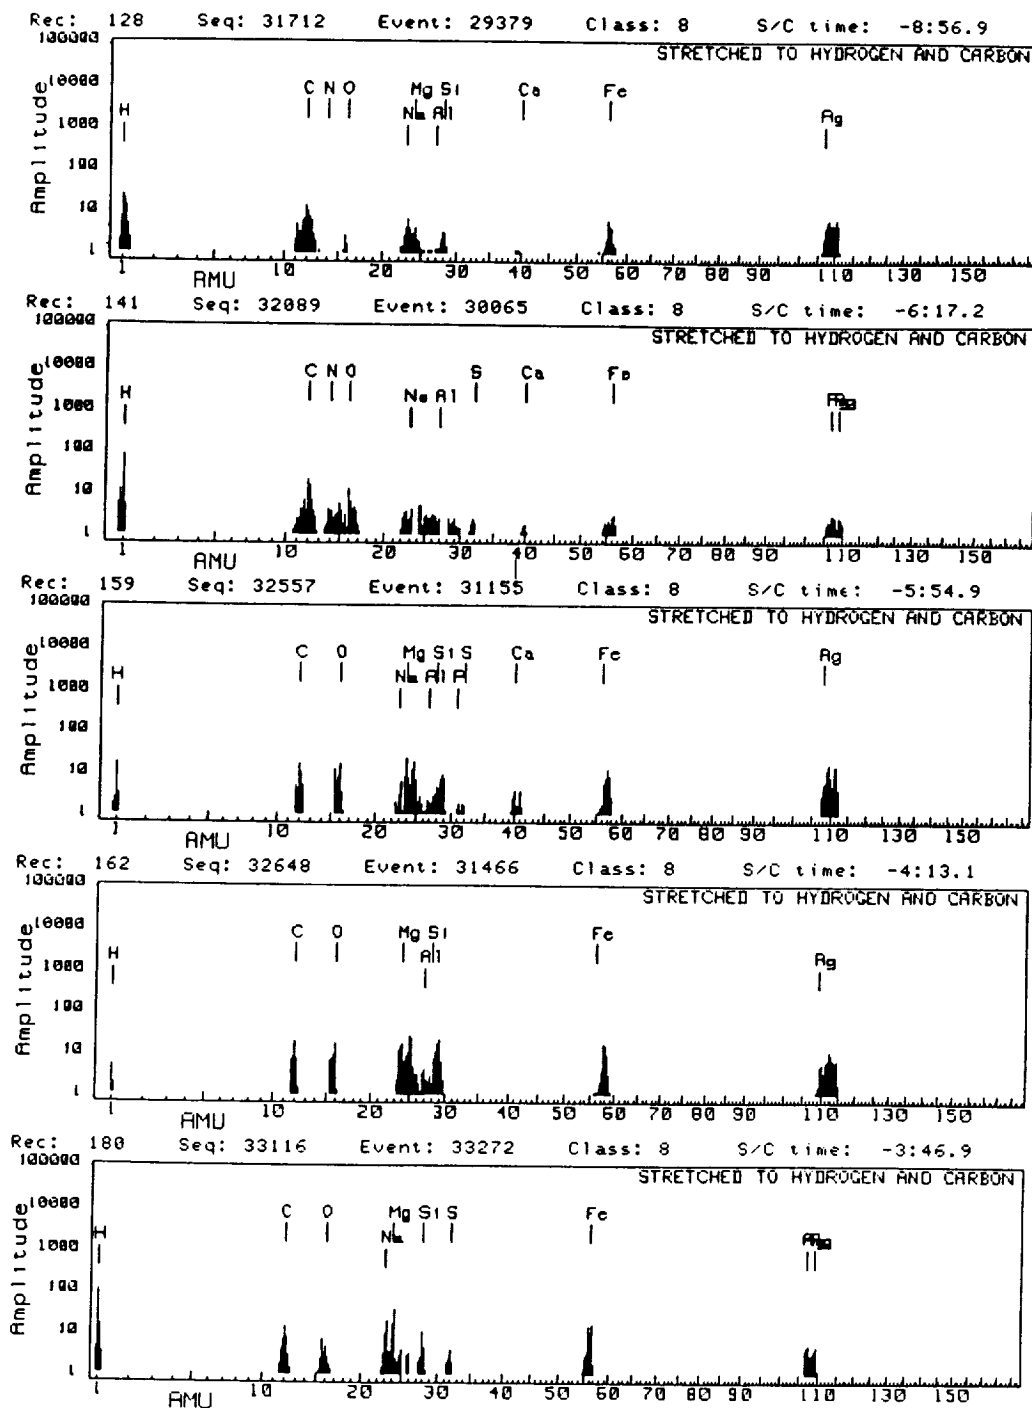 Rec: 128 Seq: 31712 Event: 29379 Class: 8 S/C time: -8:56.9
STRETCHED TO HYDROGEN AND CARBON
100000
10000
1000
100
10
1
Amplitude
H C N O Mg Si Ca Fe Ag
Na Al
1 10 20 30 40 50 60 70 80 90 110 130 150
AMU
Rec: 141 Seq: 32089 Event: 30065 Class: 8 S/C time: -6:17.2
STRETCHED TO HYDROGEN AND CARBON
100000
10000
1000
100
10
1
Amplitude
H C N O S Ca Fe
Na Al
1 10 20 30 40 50 60 70 80 90 110 130 150
AMU
Rec: 159 Seq: 32557 Event: 31155 Class: 8 S/C time: -5:54.9
STRETCHED TO HYDROGEN AND CARBON
100000
10000
1000
100
10
1
Amplitude
H C O Mg Si S Ca Fe Ag
Na Al
1 10 20 30 40 50 60 70 80 90 110 130 150
AMU
Rec: 162 Seq: 32648 Event: 31466 Class: 8 S/C time: -4:13.1
STRETCHED TO HYDROGEN AND CARBON
100000
10000
1000
100
10
1
Amplitude
H C O Mg Si Fe Ag
Al
1 10 20 30 40 50 60 70 80 90 110 130 150
AMU
Rec: 180 Seq: 33116 Event: 33272 Class: 8 S/C time: -3:46.9
STRETCHED TO HYDROGEN AND CARBON
100000
10000
1000
100
10
1
Amplitude
H C O Mg Si S Fe
Na
1 10 20 30 40 50 60 70 80 90 110 130 150
AMU